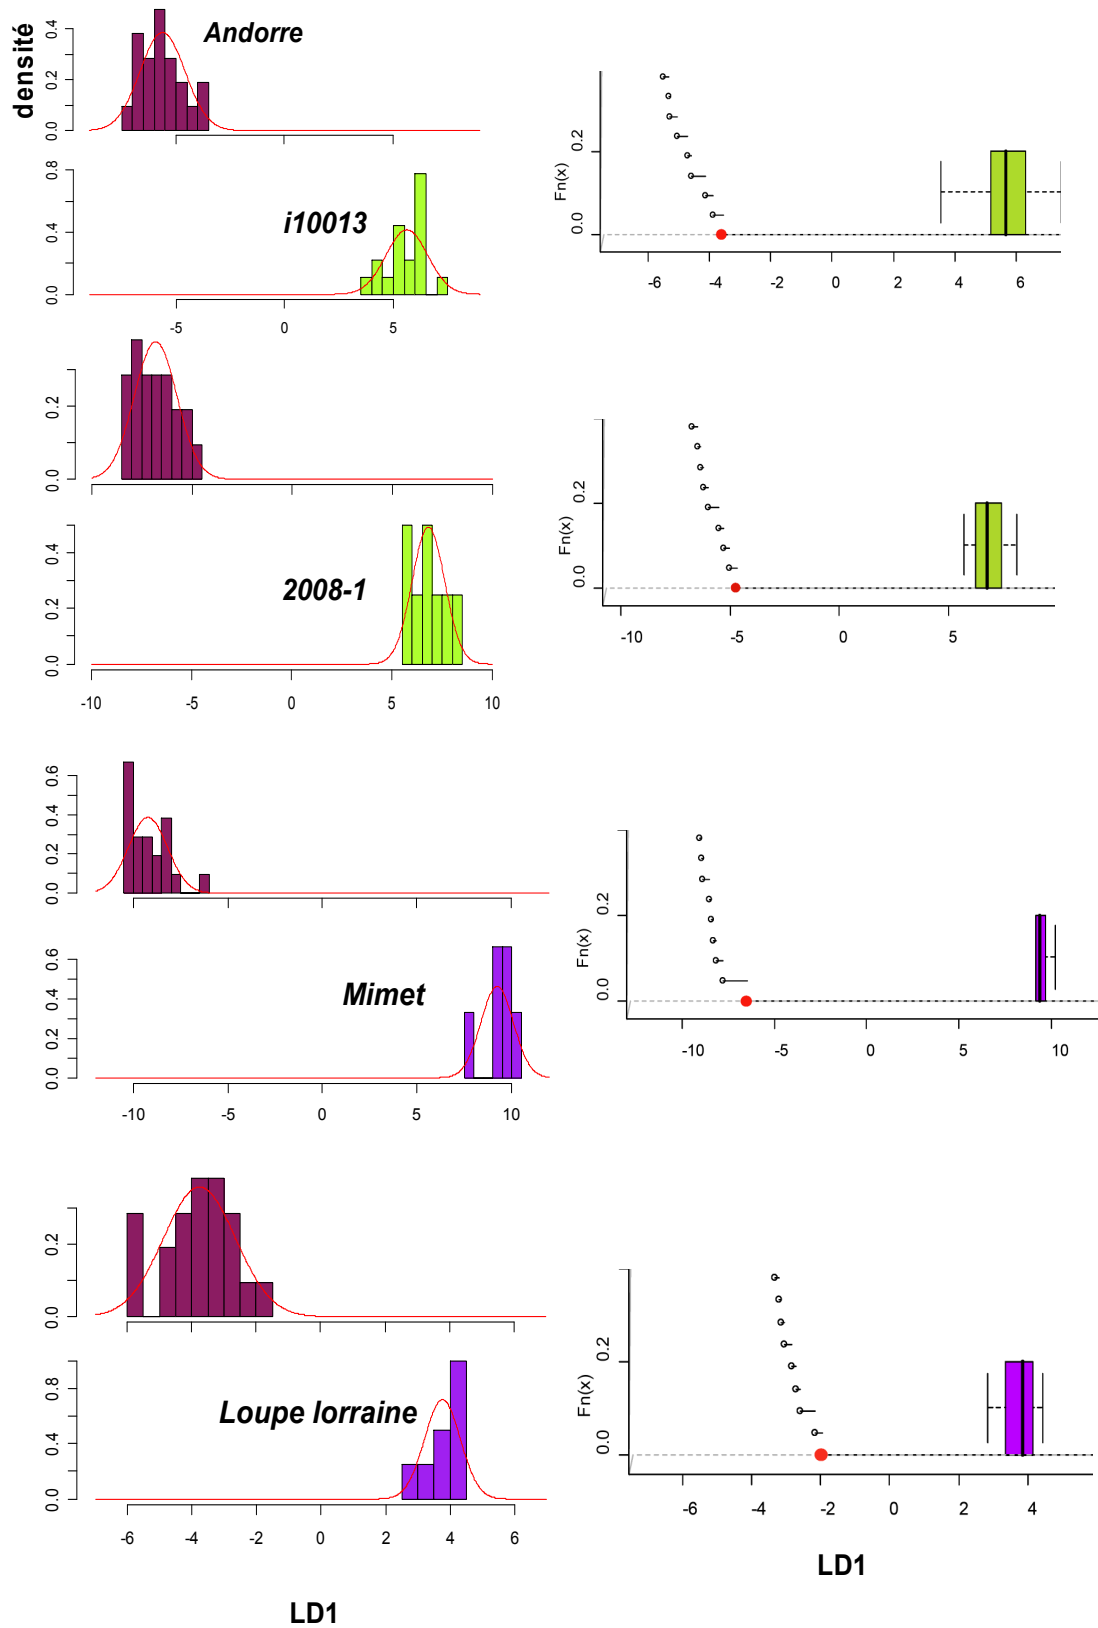 densité
Andorre
0.0 0.2 0.4
i10013
0.0 0.4 0.8
-5 0 5
Fn(x)
0.0 0.2
-6 -4 -2 0 2 4 6
0.0 0.2
2008-1
0.0 0.2 0.4
-10 -5 0 5 10
Fn(x)
0.0 0.2
-10 -5 0 5
0.0 0.2 0.4 0.6
Mimet
0.0 0.2 0.4 0.6
-10 -5 0 5 10
Fn(x)
0.0 0.2
-10 -5 0 5 10
0.0 0.2
Loupe lorraine
0.0 0.4 0.8
-6 -4 -2 0 2 4 6
LD1
Fn(x)
0.0 0.2
-6 -4 -2 0 2 4
LD1